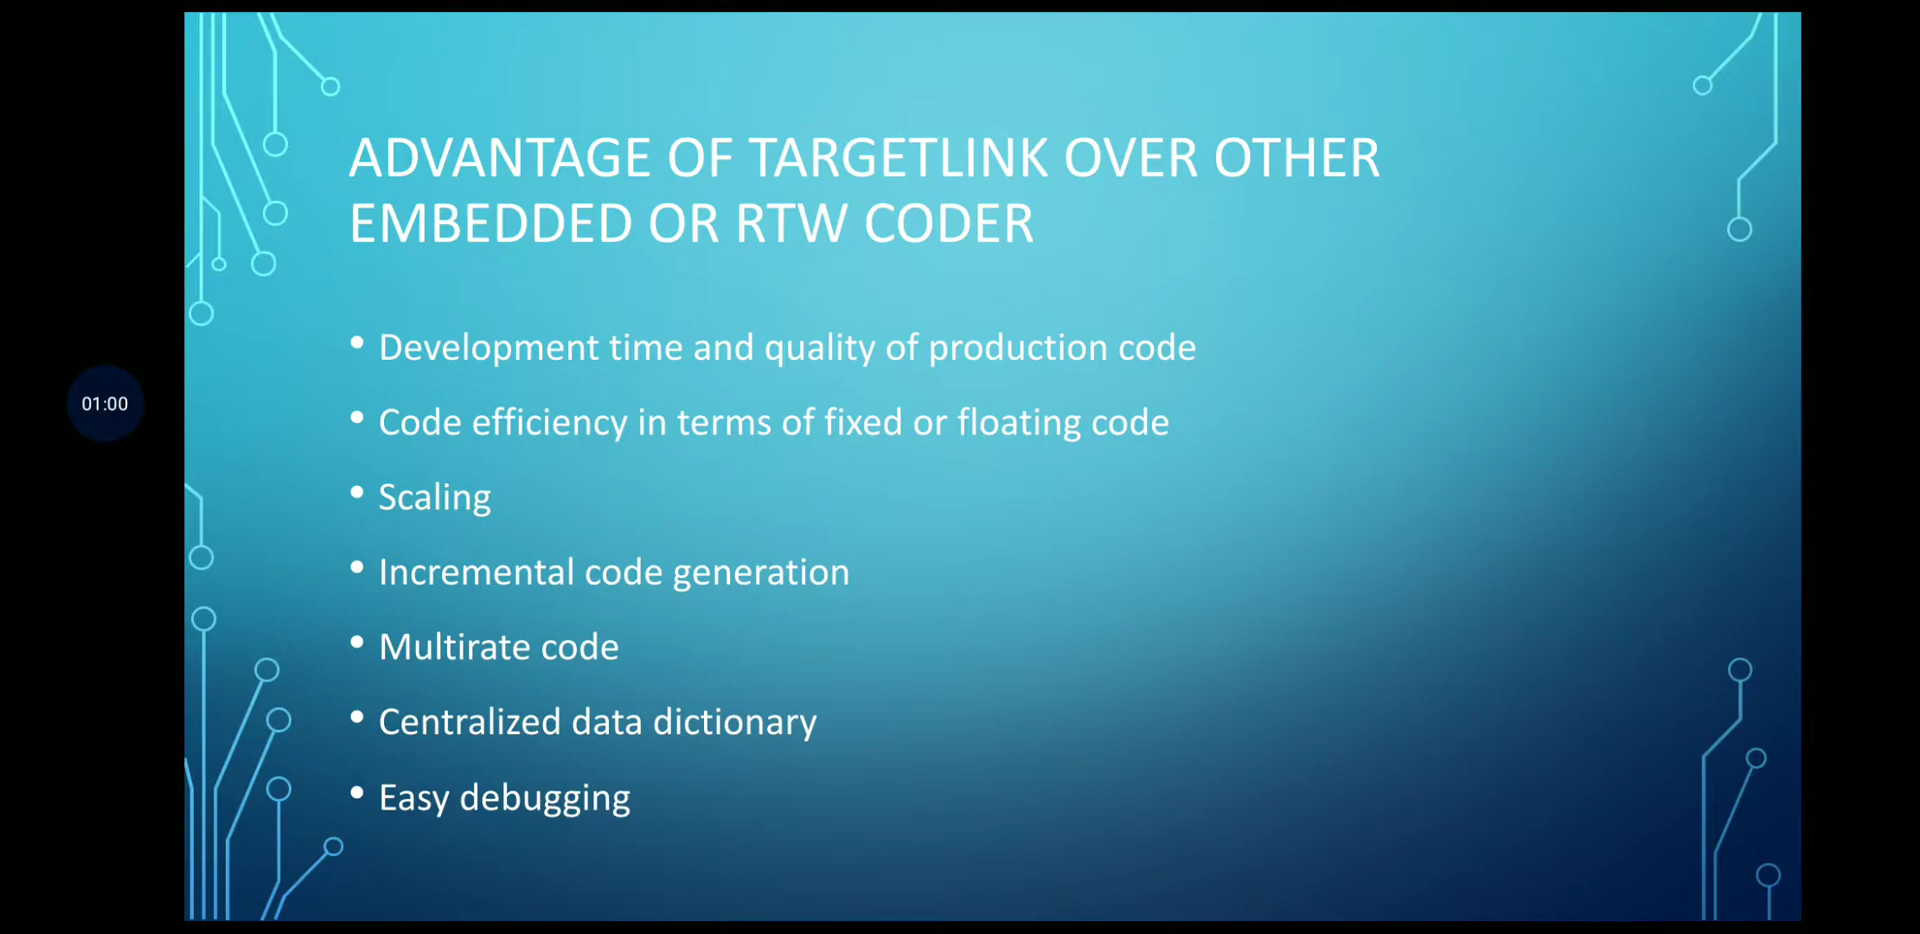 ADVANTAGE OF TARGETLINK OVER OTHER
EMBEDDED OR RTW CODER
• Development time and quality of production code
01:00
• Code efficiency in terms of fixed or floating code
• Scaling
• Incremental code generation
• Multirate code
• Centralized data dictionary
• Easy debugging